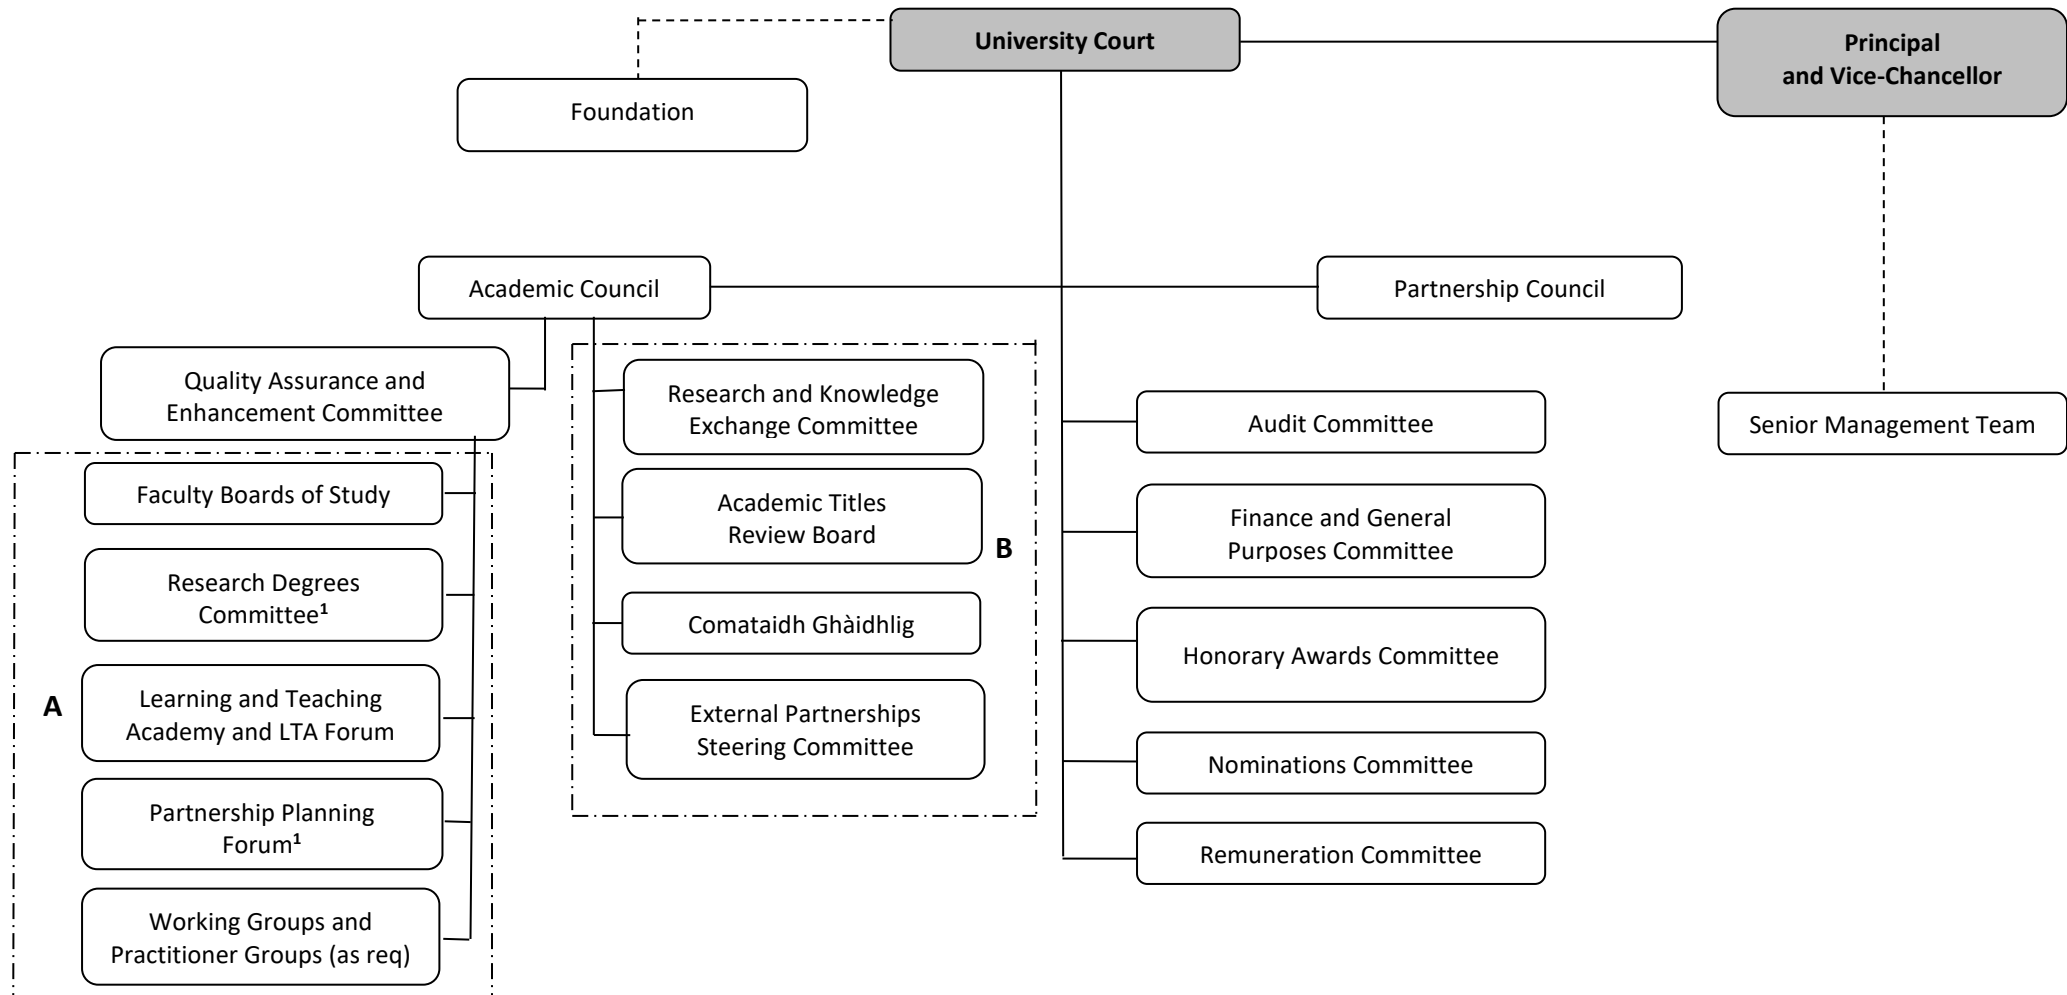 University Court
Principal
and Vice-Chancellor
Foundation
Academic Council
Partnership Council
Quality Assurance and
Enhancement Committee
Research and Knowledge
Exchange Committee
Audit Committee
Senior Management Team
Faculty Boards of Study
Academic Titles
Review Board
B
Finance and General
Purposes Committee
Research Degrees
Committee¹
Comataidh Ghàidhlig
Honorary Awards Committee
A
Learning and Teaching
Academy and LTA Forum
External Partnerships
Steering Committee
Nominations Committee
Partnership Planning
Forum¹
Remuneration Committee
Working Groups and
Practitioner Groups (as req)